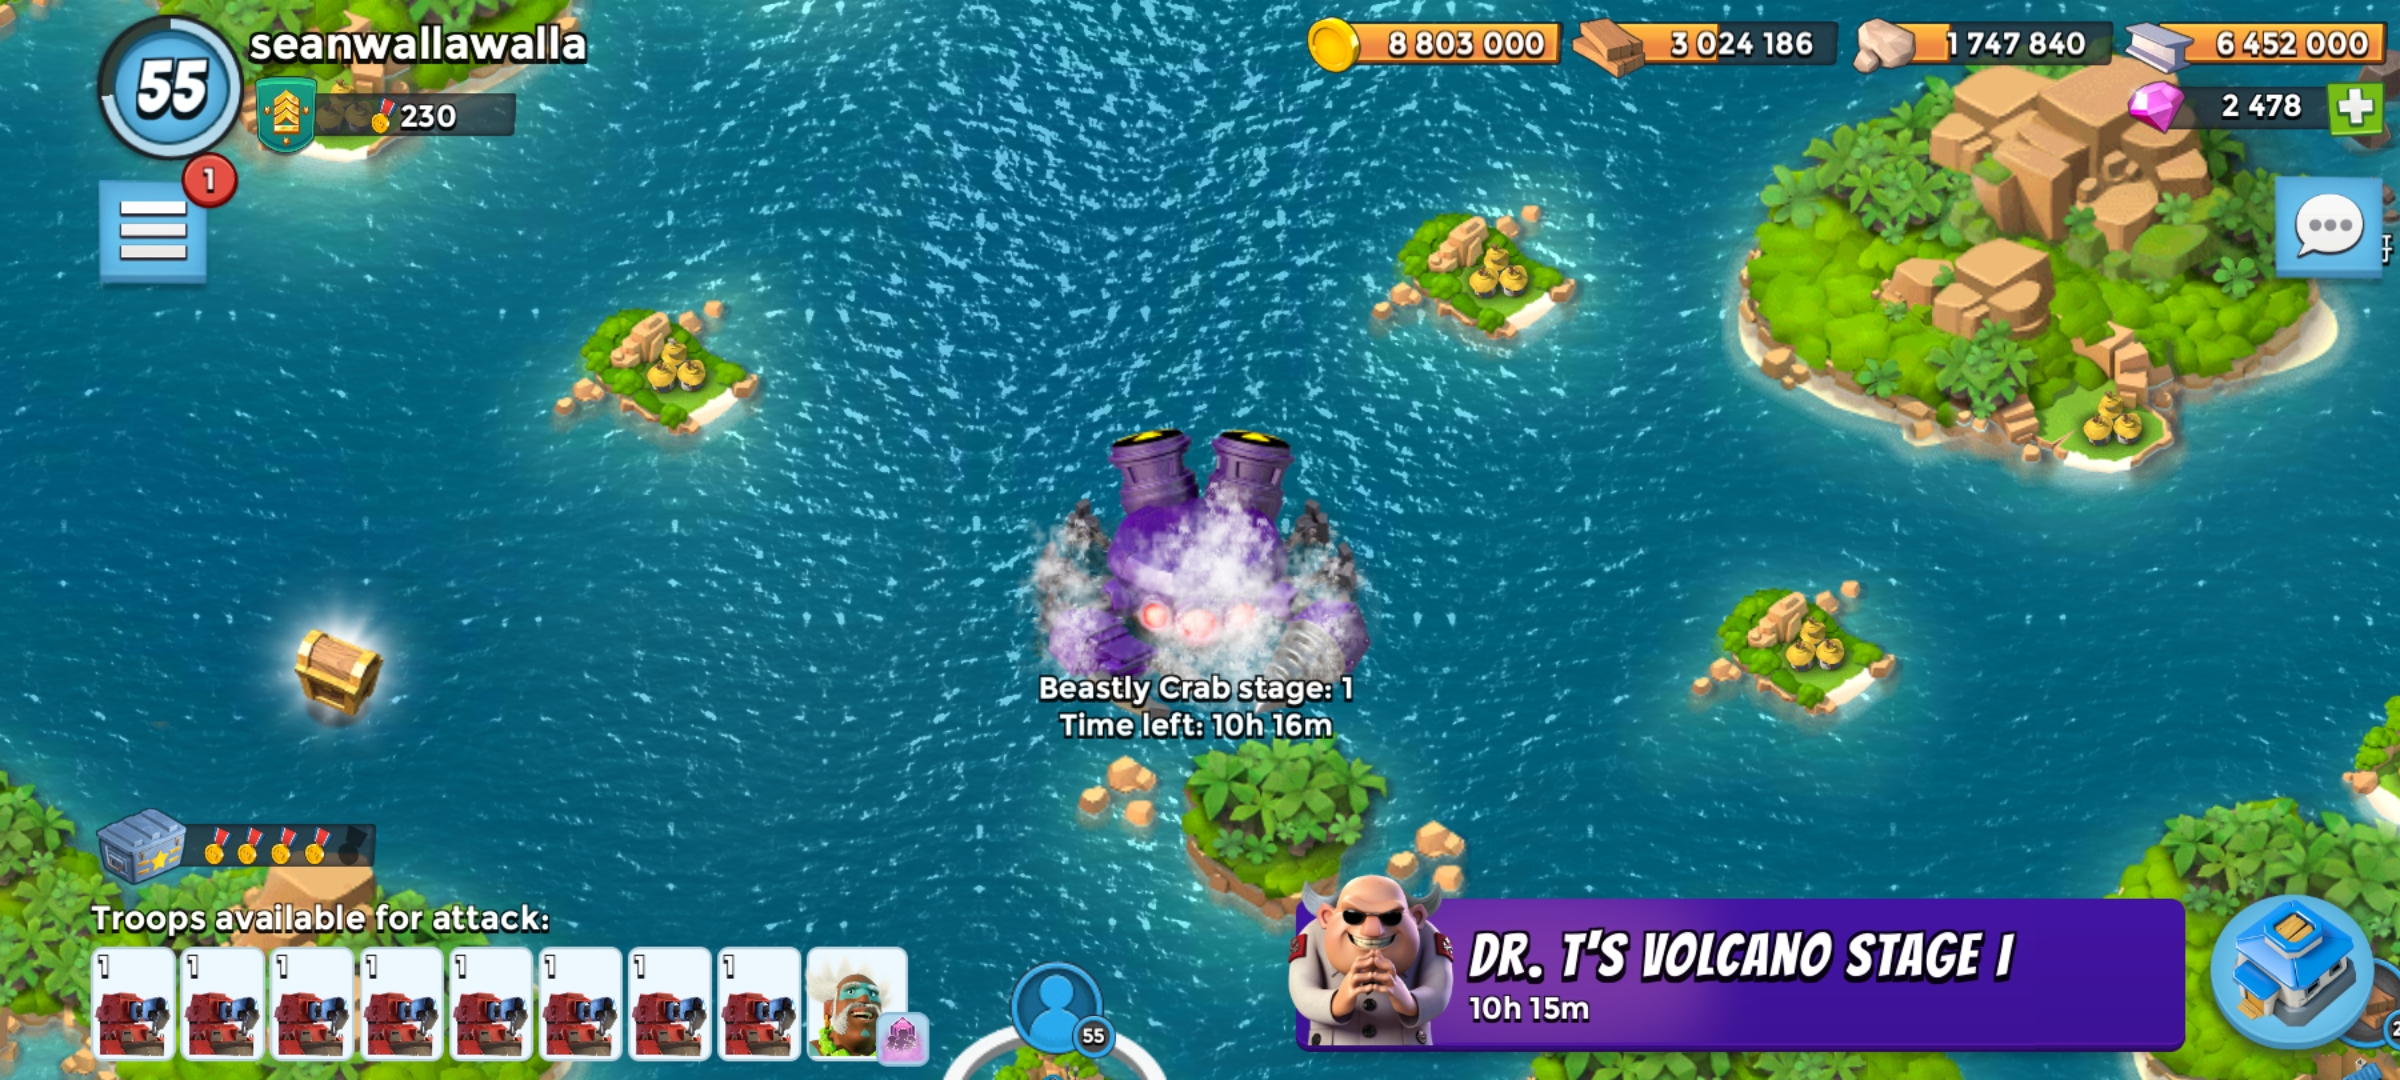 55
seanwallawalla
230
8 803 000
3 024 186
1 747 840
6 452 000
2 478
1
Beastly Crab stage: 1
Time left: 10h 16m
Troops available for attack:
1 1 1 1 1 1 1 1
55
DR. T'S VOLCANO STAGE I
10h 15m